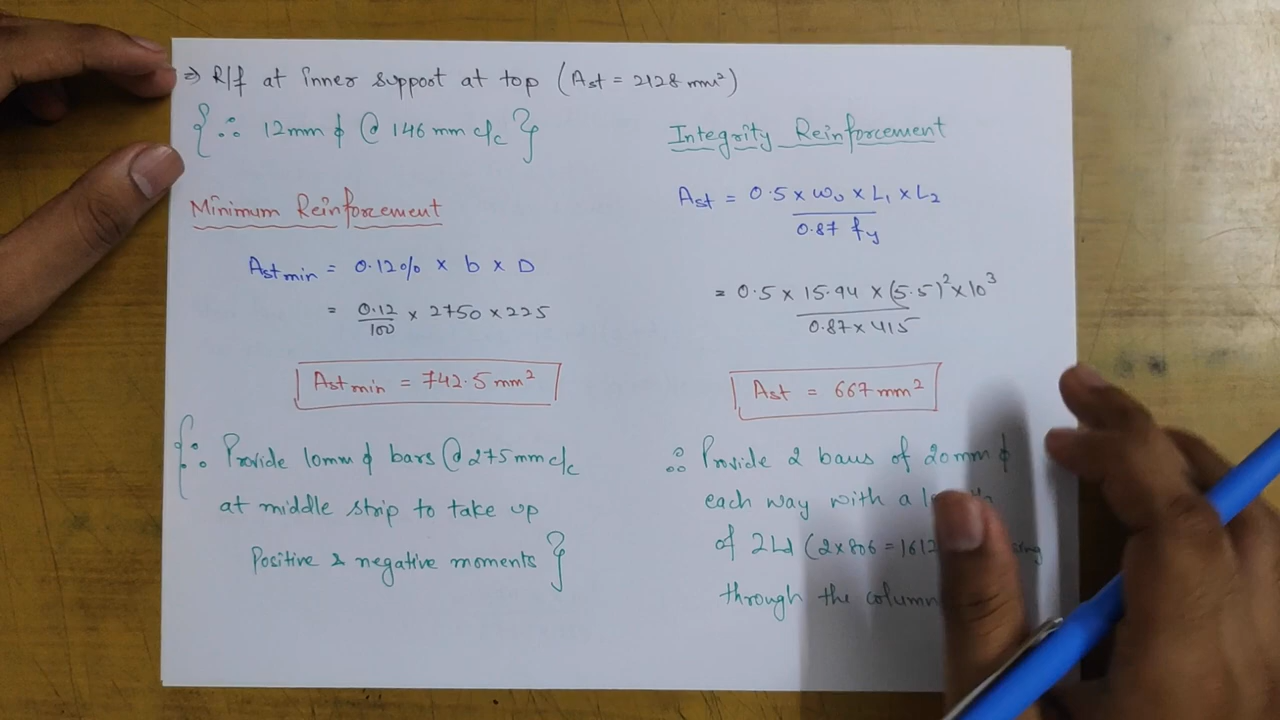 ⇒ R/f at inner support at top (Ast = 2128 mm²)
{∴ 12mm ϕ @ 146 mm c/c}
Minimum Reinforcement
Ast min = 0.12% × b × D
= 0.12/100 × 2750 × 225
Ast min = 742.5 mm²
{∴ Provide 10mm ϕ bars @ 275 mm c/c
at middle strip to take up
Positive & negative moments}
Integrity Reinforcement
Ast = 0.5 × wu × L1 × L2
0.87 fy
= 0.5 × 15.94 × (5.5)² × 10³
0.87 × 415
Ast = 667 mm²
∴ Provide 2 bars of 20mm ϕ
each way with a
of 2Ld (2×806 = 1612
through the column